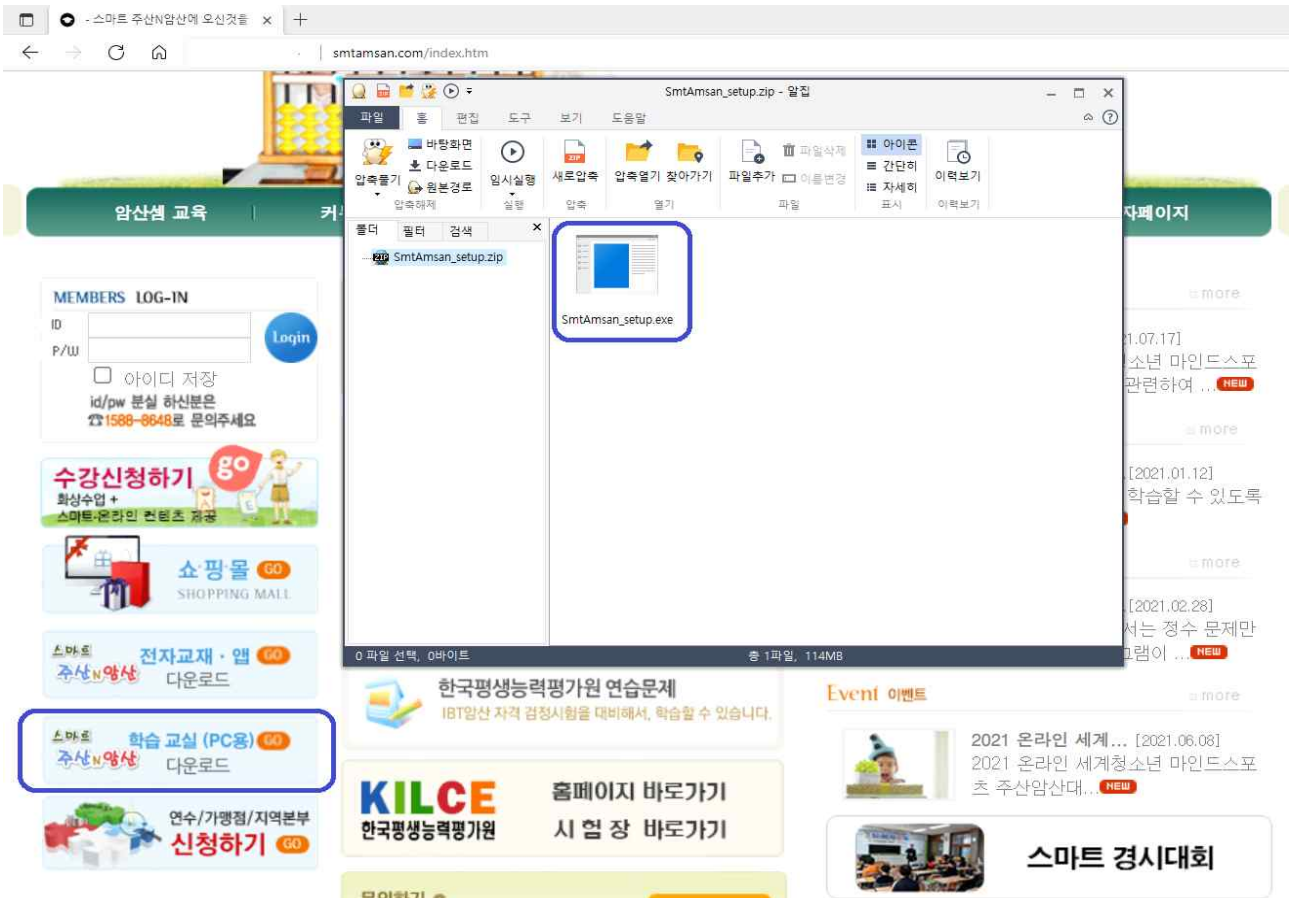 - 스마트 주산N암산에 오신것을
smtamsan.com/index.htm
SmtAmsan_setup.zip - 알집
파일 홈 편집 도구 보기 도움말
압축풀기
바탕화면
다운로드
원본경로
임시실행
새로압축
압축열기 찾아가기
파일추가
파일삭제
이름변경
아이콘
간단히
자세히
이력보기
압축해제 실행 압축 열기 파일 표시 이력보기
폴더 필터 검색
SmtAmsan_setup.zip
SmtAmsan_setup.exe
0 파일 선택, 0바이트 총 1파일, 114MB
암산셈 교육
자페이지
MEMBERS LOG-IN
ID
P/W
Login
아이디 저장
id/pw 분실 하신분은
☎1588-8648로 문의주세요
수강신청하기 go
화상수업 +
스마트·온라인 컨텐츠 제공
쇼·핑·몰 GO
SHOPPING MALL
스마트
주산N암산
전자교재 · 앱 GO
다운로드
스마트
주산N암산
학습 교실 (PC용) GO
다운로드
연수/가맹점/지역본부
신청하기 GO
한국평생능력평가원 연습문제
IBT암산 자격 검정시험을 대비해서, 학습할 수 있습니다.
KILCE
한국평생능력평가원
홈페이지 바로가기
시 험 장 바로가기
more
1.07.17]
소년 마인드스포
관련하여 ... NEW
more
[2021.01.12]
학습할 수 있도록
more
[2021.02.28]
서는 정수 문제만
그램이 ... NEW
Event 이벤트
more
2021 온라인 세계... [2021.06.08]
2021 온라인 세계청소년 마인드스포
츠 주산암산대... NEW
스마트 경시대회